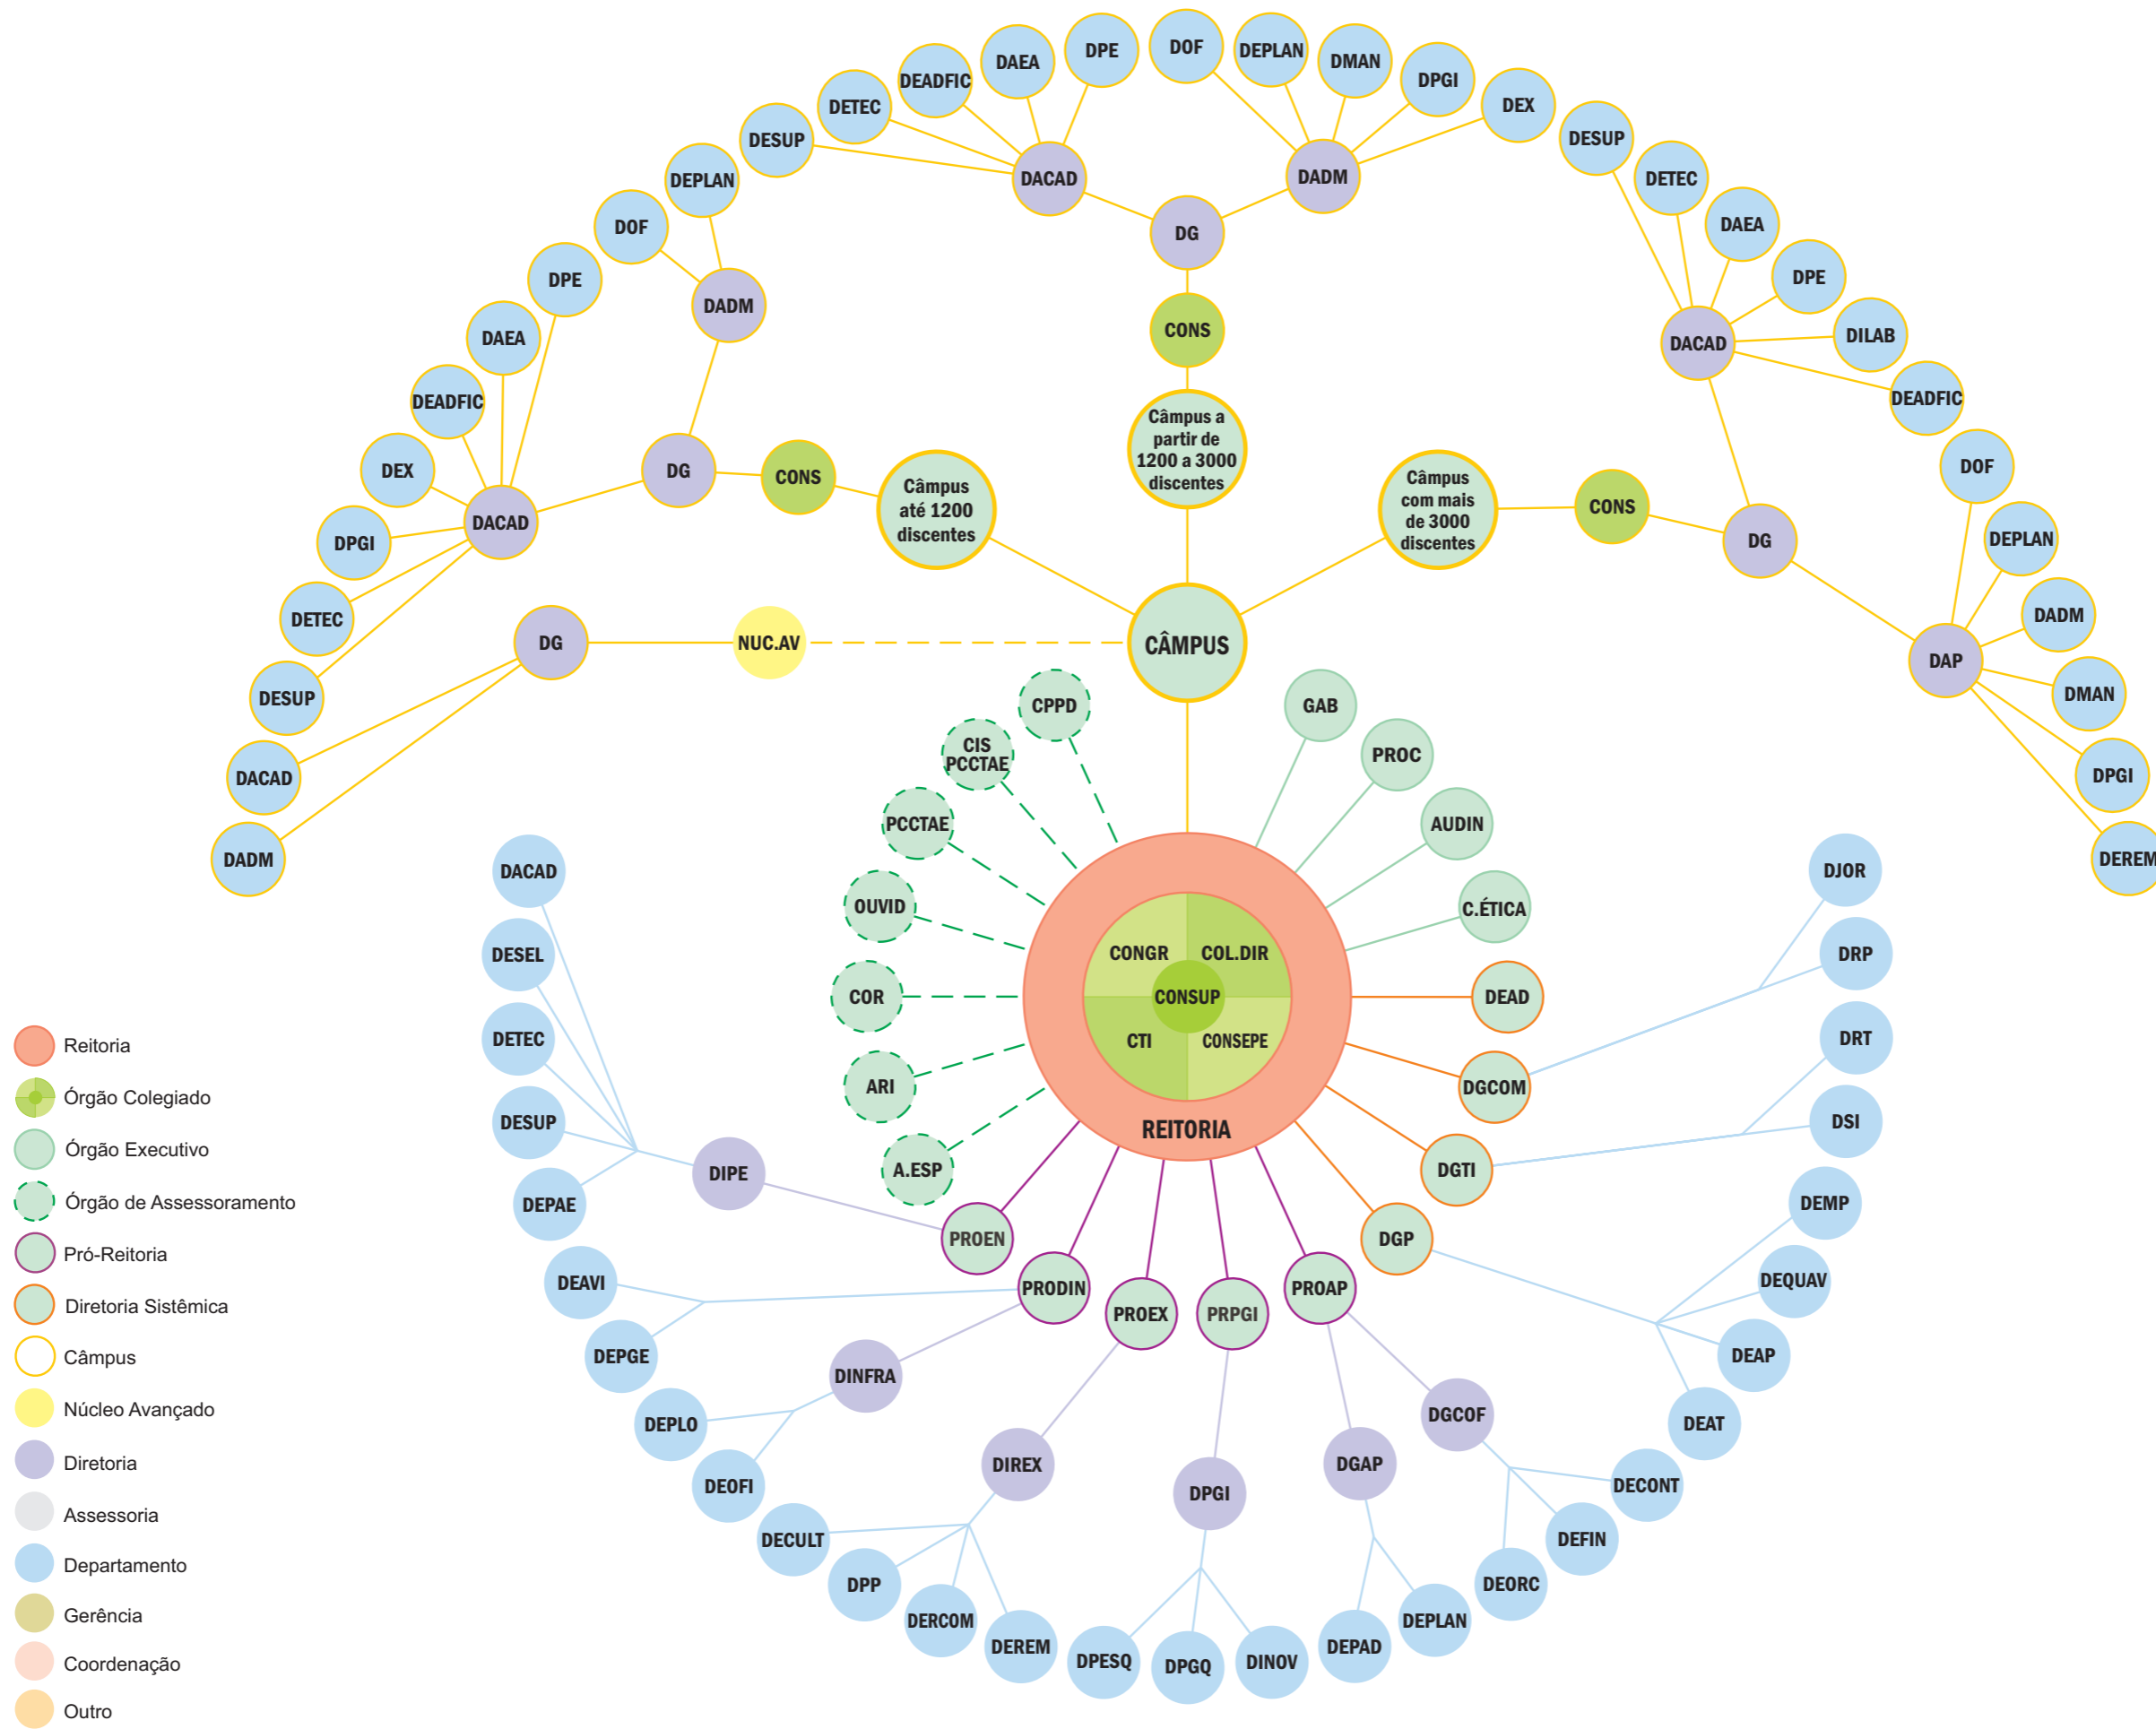 DOF
DEPLAN
DPE
DMAN
DAEA
DPGI
DEADFIC
DEX
DETEC
DESUP
DESUP
DEPLAN
DACAD
DADM
DETEC
DOF
DG
DAEA
DPE
DPE
DADM
CONS
DAEA
DILAB
DACAD
DEADFIC
DEADFIC
Câmpus a
partir de
1200 a 3000
discentes
DEX
DG
CONS
Câmpus
até 1200
discentes
Câmpus
com mais
de 3000
discentes
CONS
DG
DOF
DACAD
DPGI
DEPLAN
DETEC
DADM
DG
NUC.AV
CÂMPUS
DAP
DESUP
DMAN
CPPD
GAB
CIS
PCCTAE
PROC
DACAD
DPGI
PCCTAE
AUDIN
DADM
DEREM
DACAD
DJOR
OUVID
C.ÉTICA
DESEL
CONGR
COL.DIR
DRP
COR
CONSUP
DEAD
DETEC
CTI
CONSEPE
DRT
ARI
DGCOM
DESUP
REITORIA
DSI
DIPE
A.ESP
DGTI
DEPAE
DEMP
PROEN
DGP
DEAVI
PRODIN
PROEX
PRPGI
PROAP
DEQUAV
DEPGE
DINFRA
DEAP
DEPLO
DGCOF
DEAT
DEOFI
DIREX
DPGI
DGAP
DECONT
DECULT
DEFIN
DPP
DEORC
DERCOM
DEREM
DPESQ
DPGQ
DINOV
DEPAD
DEPLAN
Reitoria
Órgão Colegiado
Órgão Executivo
Órgão de Assessoramento
Pró-Reitoria
Diretoria Sistêmica
Câmpus
Núcleo Avançado
Diretoria
Assessoria
Departamento
Gerência
Coordenação
Outro